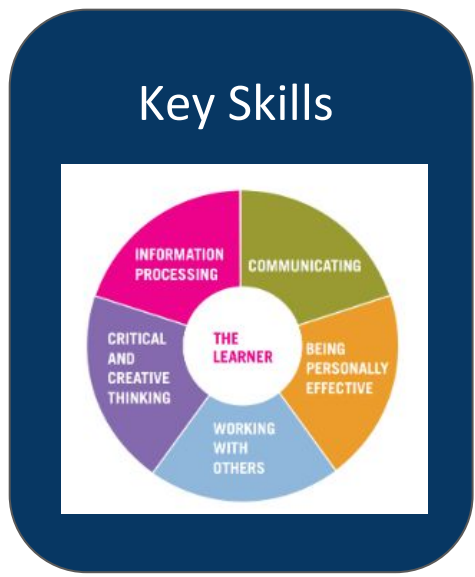 Key Skills
INFORMATION
PROCESSING
COMMUNICATING
CRITICAL
AND
CREATIVE
THINKING
THE
LEARNER
BEING
PERSONALLY
EFFECTIVE
WORKING
WITH
OTHERS